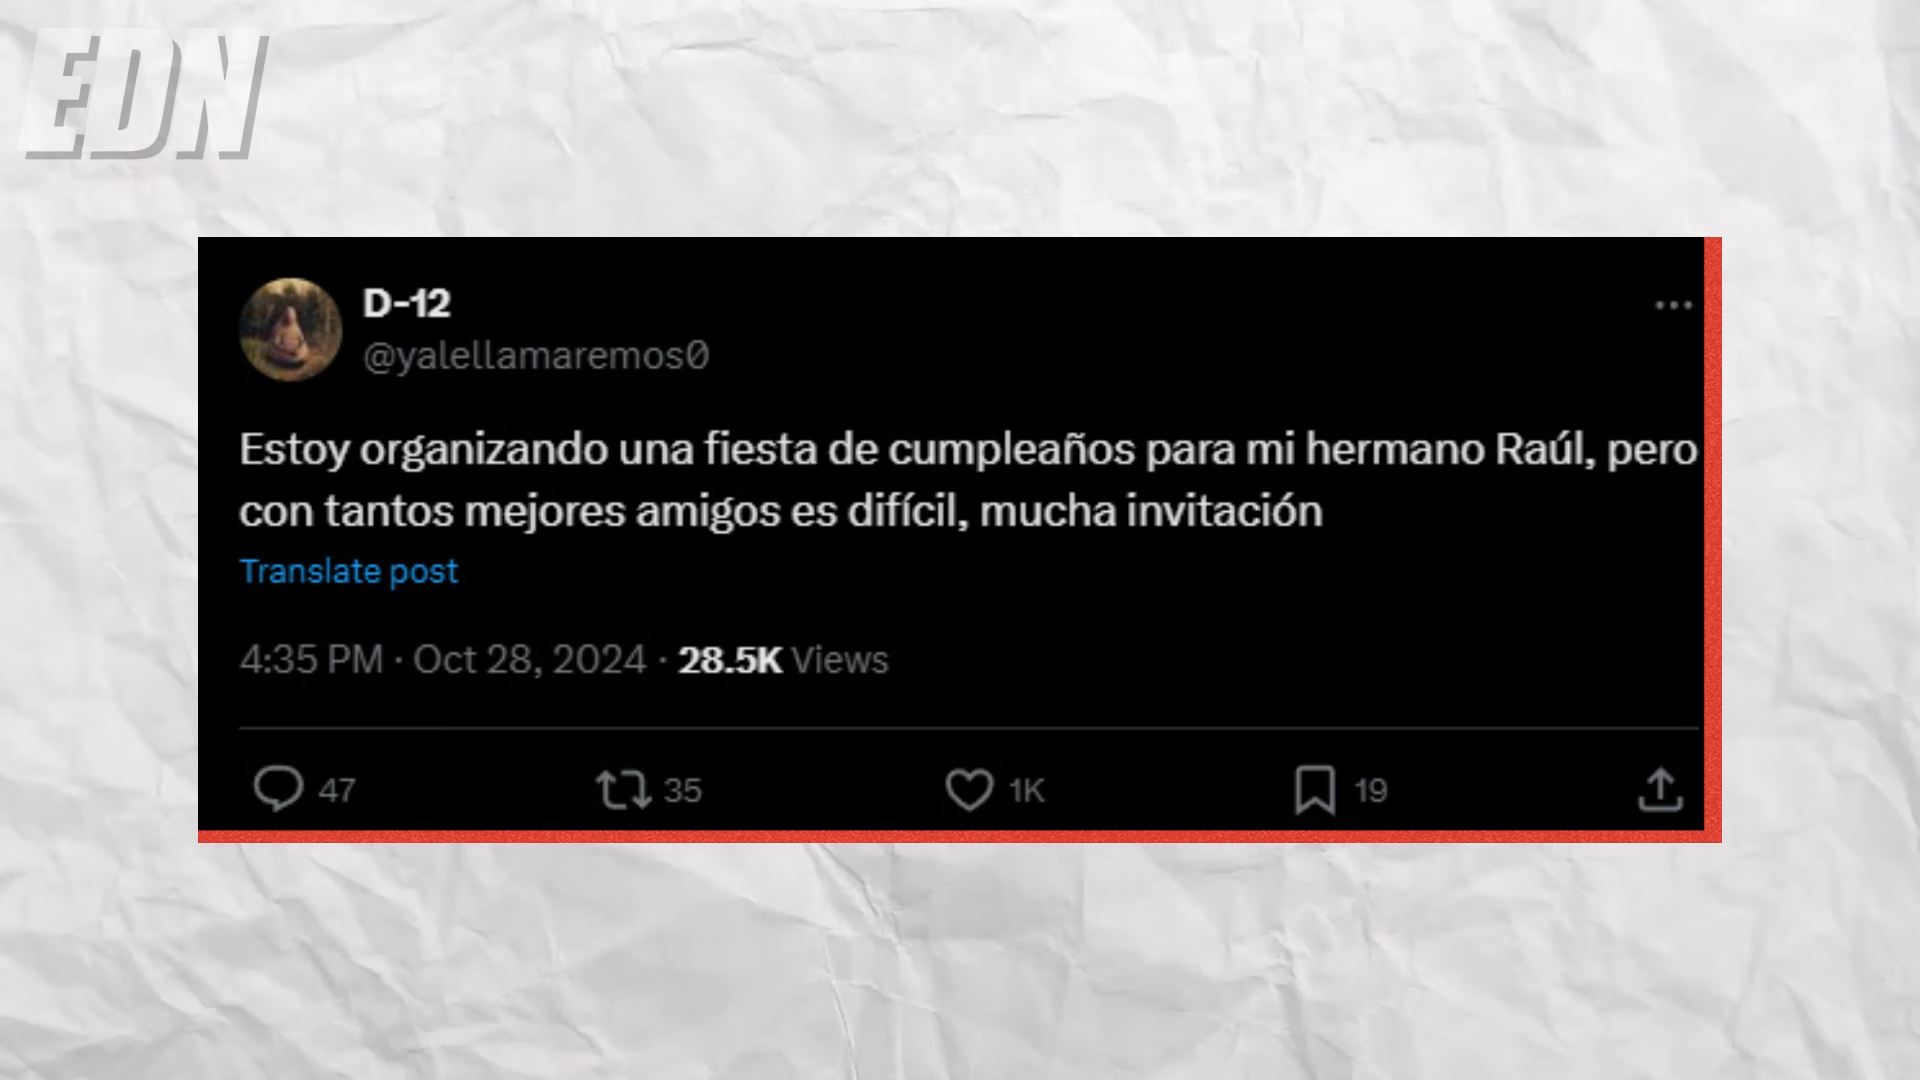 EDN
D-12
@yalellamaremos0
Estoy organizando una fiesta de cumpleaños para mi hermano Raúl, pero
con tantos mejores amigos es difícil, mucha invitación
Translate post
4:35 PM · Oct 28, 2024 · 28.5K Views
47 35 1K 19